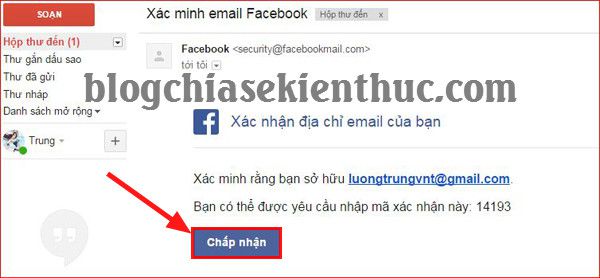 SOẠN
Hộp thư đến (1)
Thư gắn dấu sao
Thư đã gửi
Thư nháp
Danh sách mở rộng
Trung
Xác minh email Facebook
Hộp thư đến x
Facebook <security@facebookmail.com>
tới tôi
blogchiasekienthuc.com
Xác nhận địa chỉ email của bạn
Xác minh rằng bạn sở hữu luongtrungvnt@gmail.com.
Bạn có thể được yêu cầu nhập mã xác nhận này: 14193
Chấp nhận